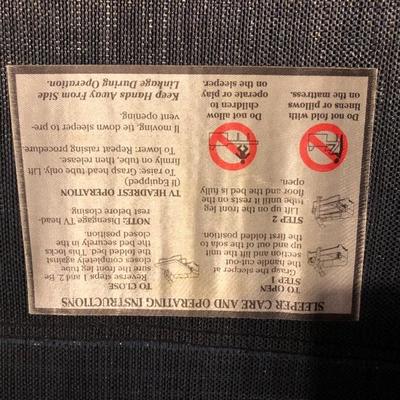 SLEEPER CARE AND OPERATING INSTRUCTIONS
TO OPEN
STEP 1
Grasp the sleeper at
the handle cut-out
section and lift the unit
up and out of the sofa to
the first folded position.
STEP 2
Lift up on the front leg
tube until it rests on the
floor and the bed is fully
open.
TO CLOSE
Reverse steps 1 and 2. Be
sure the front leg tube
closes completely against
the folded bed. This locks
the bed securely in the
closed position.
NOTE: Disengage TV head-
rest before closing
TV HEADREST OPERATION
(If Equipped)
To raise: Grasp head tube only. Lift
firmly on tube, then release.
To lower: Repeat raising procedure.
If moving, tie down sleeper to pre-
vent opening.
Do not fold with
linens or pillows
on the mattress.
Do not allow
children to
operate or play
on the sleeper.
Keep Hands Away From Side
Linkage During Operation.